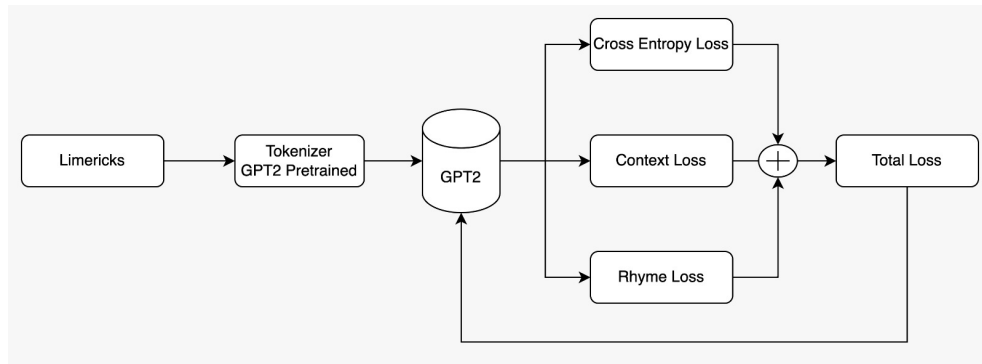 Limericks
Tokenizer
GPT2 Pretrained
GPT2
Cross Entropy Loss
Context Loss
Rhyme Loss
Total Loss